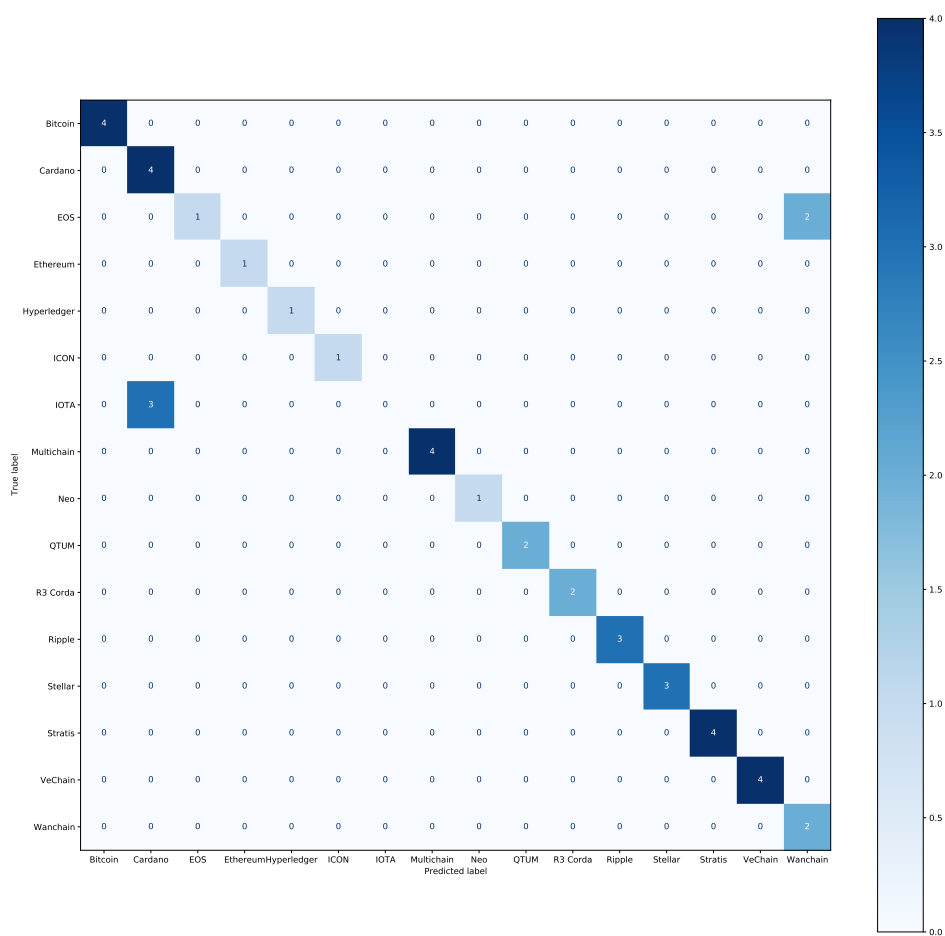 4.0
3.5
3.0
2.5
2.0
1.5
1.0
0.5
0.0
True label
Bitcoin 4 0 0 0 0 0 0 0 0 0 0 0 0 0 0 0
Cardano 0 4 0 0 0 0 0 0 0 0 0 0 0 0 0 0
EOS 0 0 1 0 0 0 0 0 0 0 0 0 0 0 0 2
Ethereum 0 0 0 1 0 0 0 0 0 0 0 0 0 0 0 0
Hyperledger 0 0 0 0 1 0 0 0 0 0 0 0 0 0 0 0
ICON 0 0 0 0 0 1 0 0 0 0 0 0 0 0 0 0
IOTA 0 3 0 0 0 0 0 0 0 0 0 0 0 0 0 0
Multichain 0 0 0 0 0 0 0 4 0 0 0 0 0 0 0 0
Neo 0 0 0 0 0 0 0 0 1 0 0 0 0 0 0 0
QTUM 0 0 0 0 0 0 0 0 0 2 0 0 0 0 0 0
R3 Corda 0 0 0 0 0 0 0 0 0 0 2 0 0 0 0 0
Ripple 0 0 0 0 0 0 0 0 0 0 0 3 0 0 0 0
Stellar 0 0 0 0 0 0 0 0 0 0 0 0 3 0 0 0
Stratis 0 0 0 0 0 0 0 0 0 0 0 0 0 4 0 0
VeChain 0 0 0 0 0 0 0 0 0 0 0 0 0 0 4 0
Wanchain 0 0 0 0 0 0 0 0 0 0 0 0 0 0 0 2
Bitcoin Cardano EOS Ethereum Hyperledger ICON IOTA Multichain Neo QTUM R3 Corda Ripple Stellar Stratis VeChain Wanchain
Predicted label